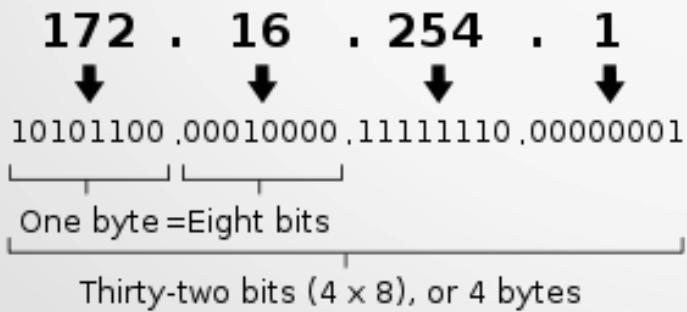 172 . 16 . 254 . 1
10101100 .00010000 .11111110 .00000001
One byte =Eight bits
Thirty-two bits (4 x 8), or 4 bytes